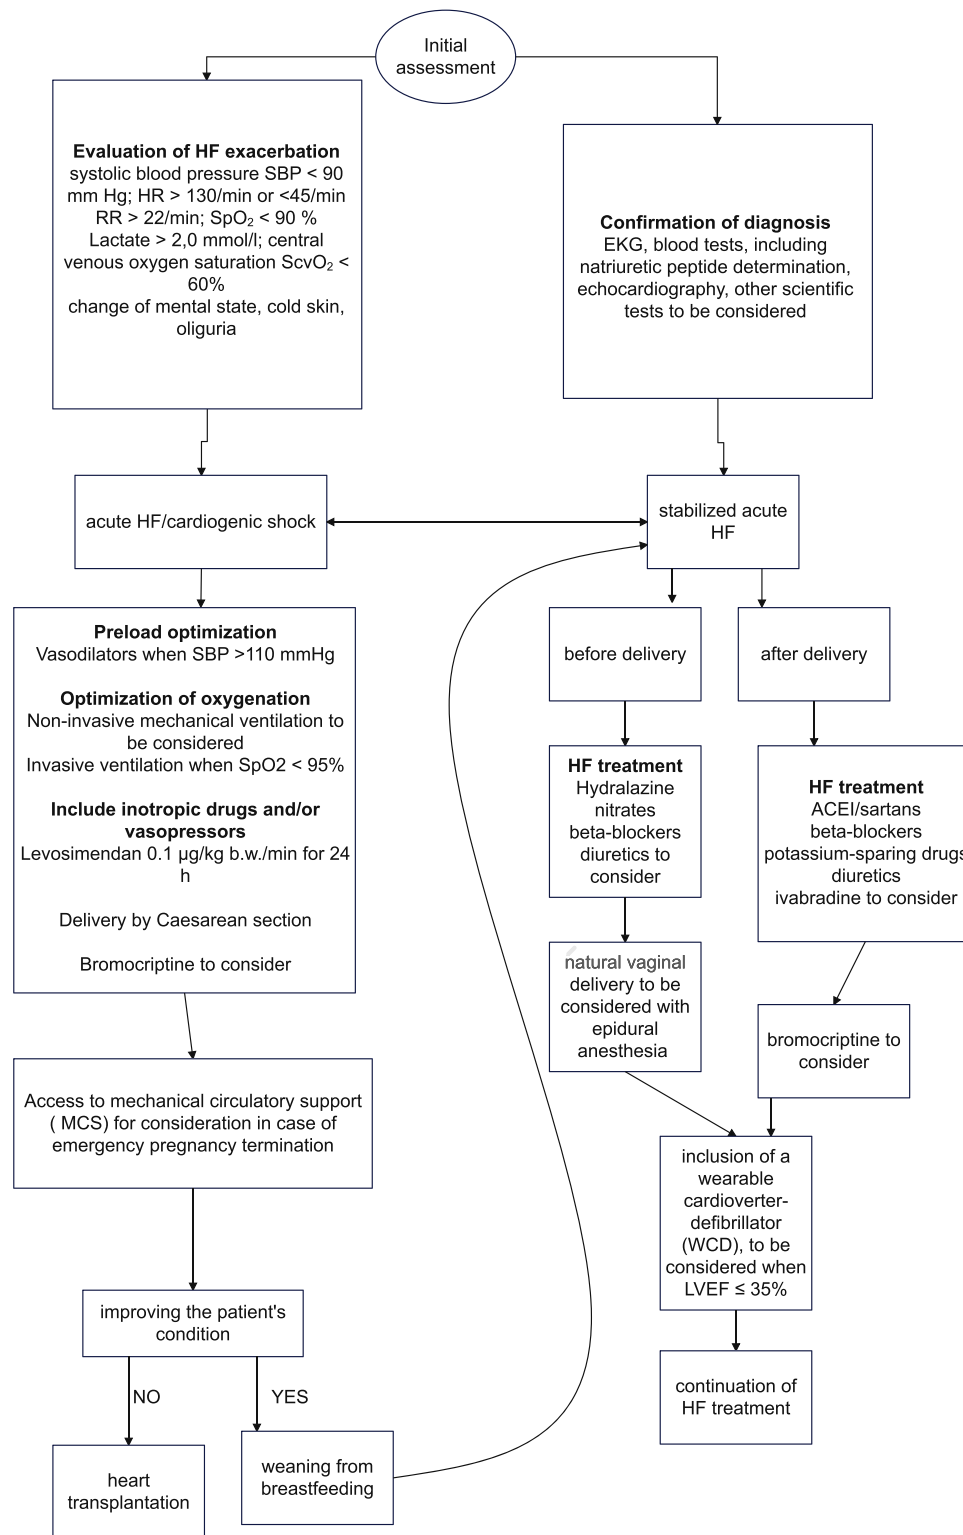 Initial
assessment
Evaluation of HF exacerbation
systolic blood pressure SBP < 90
mm Hg; HR > 130/min or <45/min
RR > 22/min; SpO₂ < 90 %
Lactate > 2,0 mmol/l; central
venous oxygen saturation ScvO₂ <
60%
change of mental state, cold skin,
oliguria
Confirmation of diagnosis
EKG, blood tests, including
natriuretic peptide determination,
echocardiography, other scientific
tests to be considered
acute HF/cardiogenic shock
stabilized acute
HF
Preload optimization
Vasodilators when SBP >110 mmHg
Optimization of oxygenation
Non-invasive mechanical ventilation to
be considered
Invasive ventilation when SpO2 < 95%
Include inotropic drugs and/or
vasopressors
Levosimendan 0.1 µg/kg b.w./min for 24
h
Delivery by Caesarean section
Bromocriptine to consider
before delivery
after delivery
HF treatment
Hydralazine
nitrates
beta-blockers
diuretics to
consider
HF treatment
ACEI/sartans
beta-blockers
potassium-sparing drugs
diuretics
ivabradine to consider
natural vaginal
delivery to be
considered with
epidural
anesthesia
bromocriptine to
consider
Access to mechanical circulatory support
( MCS) for consideration in case of
emergency pregnancy termination
inclusion of a
wearable
cardioverter-
defibrillator
(WCD), to be
considered when
LVEF ≤ 35%
improving the patient's
condition
NO
YES
continuation of
HF treatment
heart
transplantation
weaning from
breastfeeding